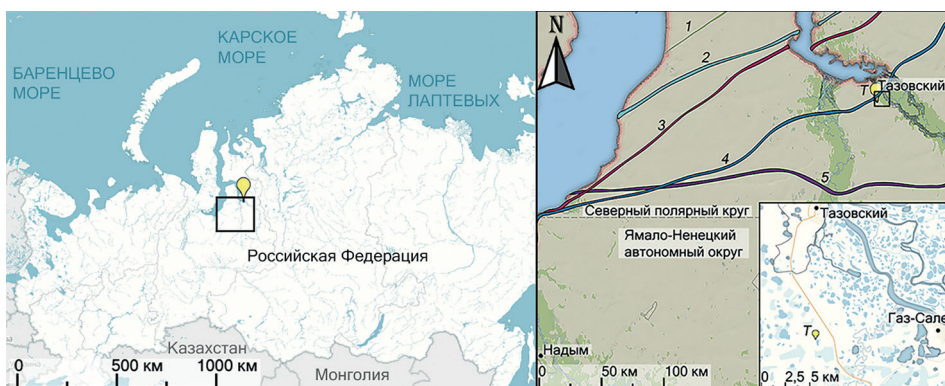 БАРЕНЦЕВО
МОРЕ
КАРСКОЕ
МОРЕ
МОРЕ
ЛАПТЕВЫХ
Российская Федерация
Казахстан
Монголия
0 500 км 1000 км
N
1
2
3
4
5
T
Тазовский
Северный полярный круг
Ямало-Ненецкий
автономный округ
Надым
0 50 км 100 км
Тазовский
Газ-Сале
T
0 2,5 5 км